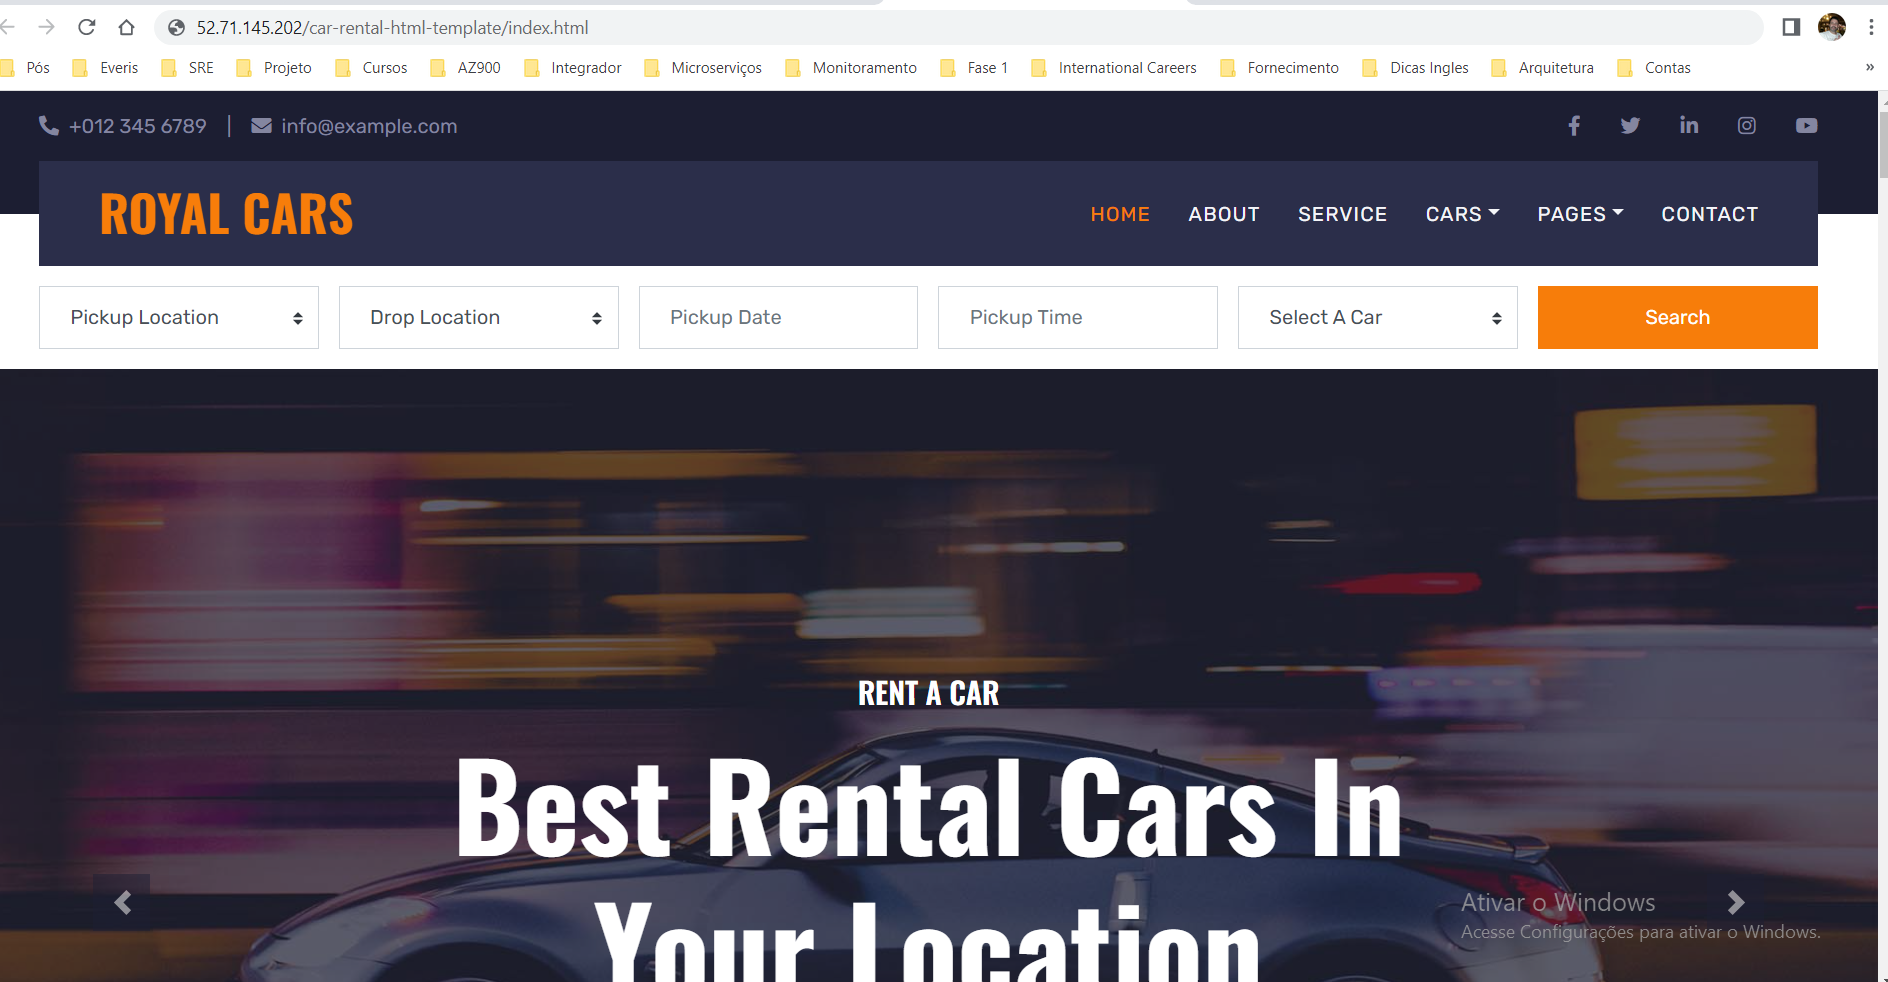 52.71.145.202/car-rental-html-template/index.html
Pós Everis SRE Projeto Cursos AZ900 Integrador Microserviços Monitoramento Fase 1 International Careers Fornecimento Dicas Ingles Arquitetura Contas »
+012 345 6789 | info@example.com
ROYAL CARS HOME ABOUT SERVICE CARS PAGES CONTACT
Pickup Location Drop Location Pickup Date Pickup Time Select A Car Search
RENT A CAR
Best Rental Cars In
Your Location
Ativar o Windows
Acesse Configurações para ativar o Windows.